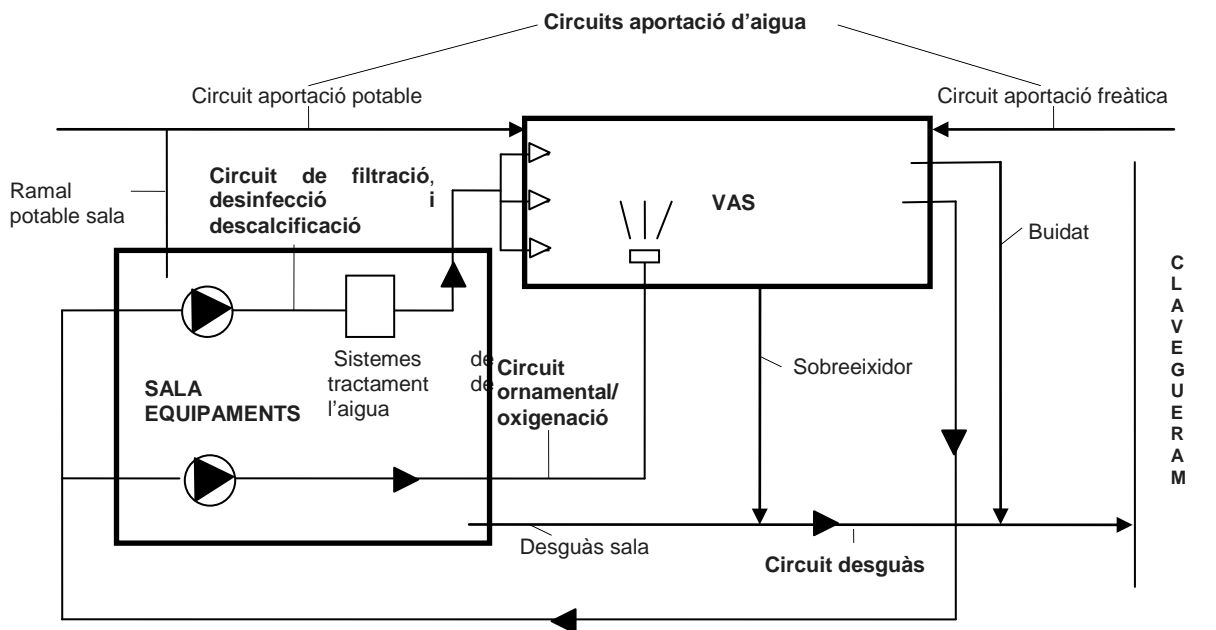 Circuits aportació d'aigua
Circuit aportació potable
Circuit aportació freàtica
Ramal
potable sala
Circuit de filtració,
desinfecció i
descalcificació
VAS
Buidat
CLAVEGUERAM
Sistemes de
tractament de
l'aigua
Circuit
ornamental/
oxigenació
Sobreeixidor
SALA
EQUIPAMENTS
Desguàs sala
Circuit desguàs